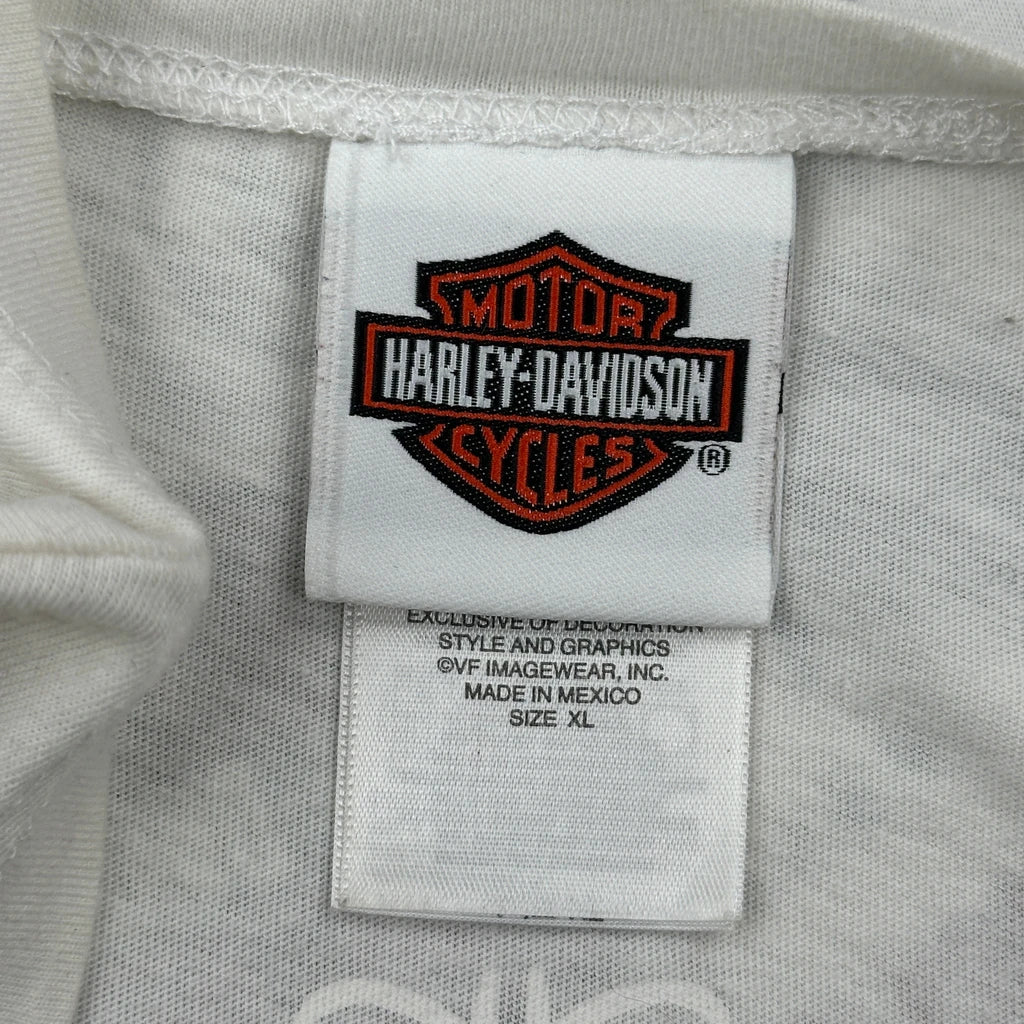 MOTOR
HARLEY-DAVIDSON
CYCLES
®
EXCLUSIVE OF DECORATION
STYLE AND GRAPHICS
©VF IMAGEWEAR, INC.
MADE IN MEXICO
SIZE XL